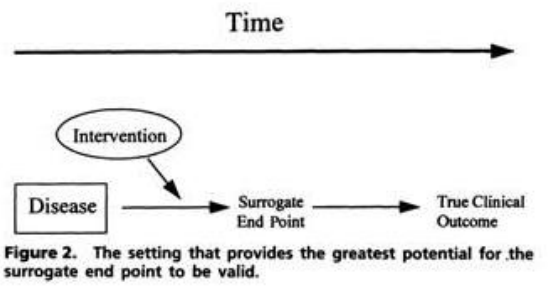 Time
Intervention
Disease
Surrogate
End Point
True Clinical
Outcome
Figure 2. The setting that provides the greatest potential for .the
surrogate end point to be valid.